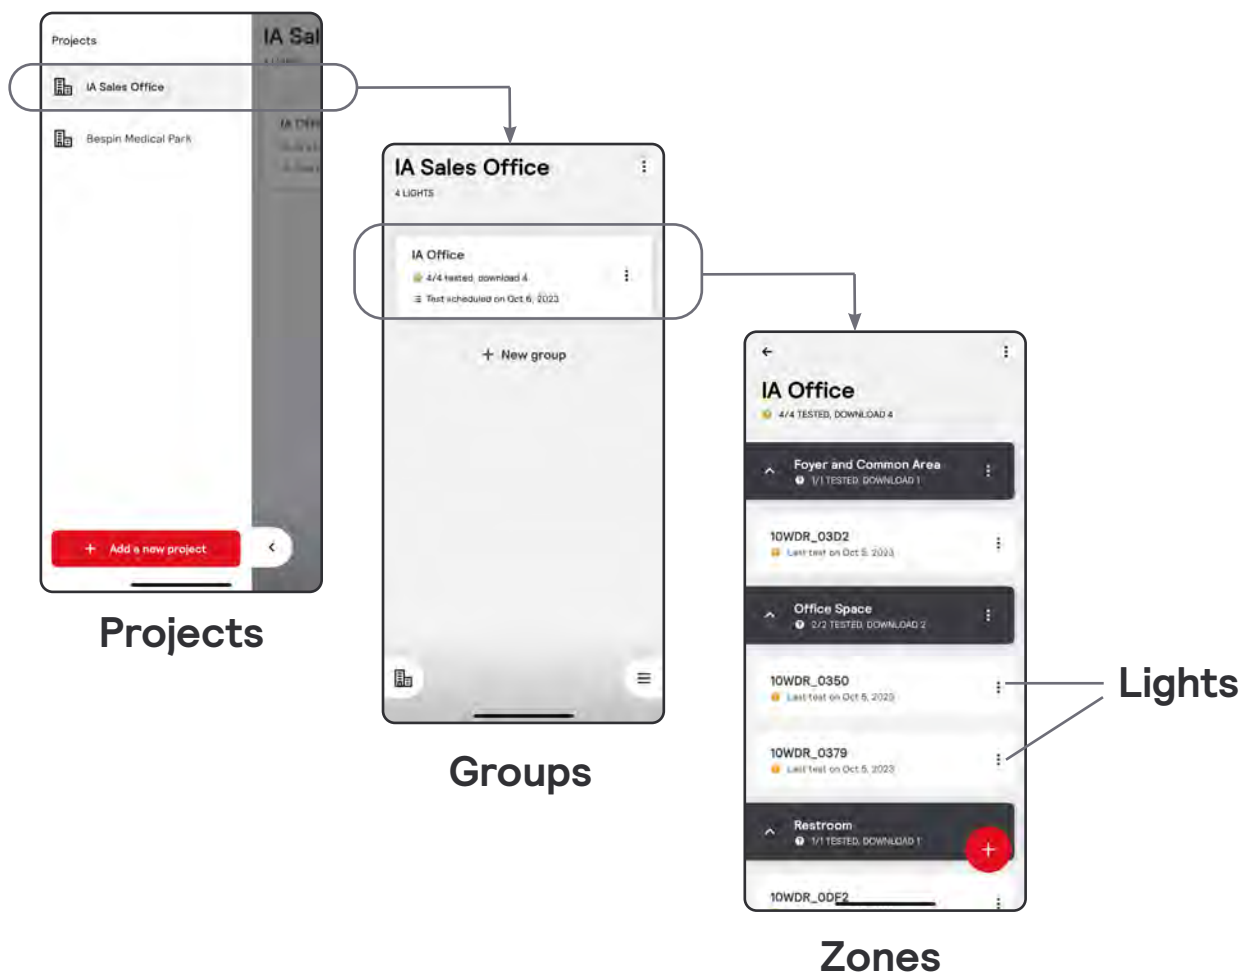 Projects
IA Sales Office
Bespin Medical Park
+ Add a new project
IA Sal
4 LIGHTS
IA Offi
Projects
IA Sales Office
4 LIGHTS
IA Office
4/4 tested, download 4
Test scheduled on Oct 6, 2023
+ New group
Groups
IA Office
4/4 TESTED, DOWNLOAD 4
Foyer and Common Area
1/1 TESTED, DOWNLOAD 1
10WDR_03D2
Last test on Oct 5, 2023
Office Space
2/2 TESTED, DOWNLOAD 2
10WDR_0350
Last test on Oct 5, 2023
10WDR_0379
Last test on Oct 5, 2023
Restroom
1/1 TESTED, DOWNLOAD 1
10WDR_0DF2
Lights
Zones